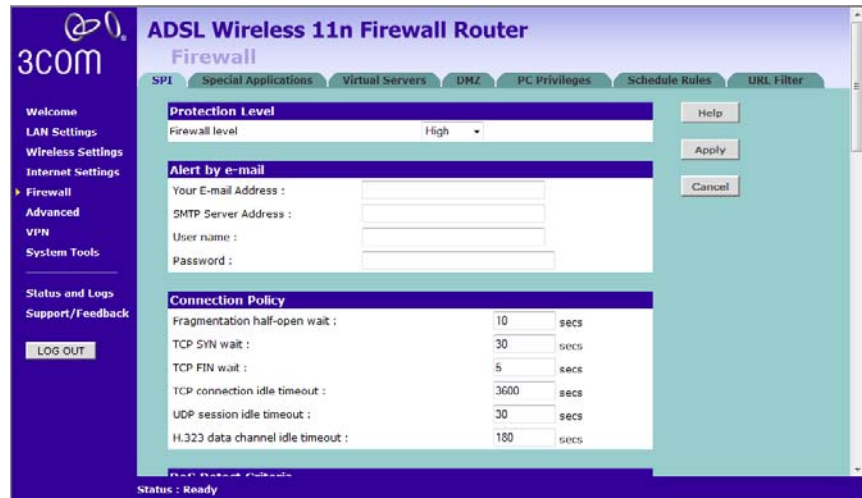 3COM
ADSL Wireless 11n Firewall Router
Firewall
SPI Special Applications Virtual Servers DMZ PC Privileges Schedule Rules URL Filter
Welcome
LAN Settings
Wireless Settings
Internet Settings
Firewall
Advanced
VPN
System Tools
Status and Logs
Support/Feedback
LOG OUT
Protection Level
Firewall level High
Alert by e-mail
Your E-mail Address :
SMTP Server Address :
User name :
Password :
Connection Policy
Fragmentation half-open wait : 10 secs
TCP SYN wait : 30 secs
TCP FIN wait : 5 secs
TCP connection idle timeout : 3600 secs
UDP session idle timeout : 30 secs
H.323 data channel idle timeout : 180 secs
DoS Detect Criteria
Help
Apply
Cancel
Status : Ready